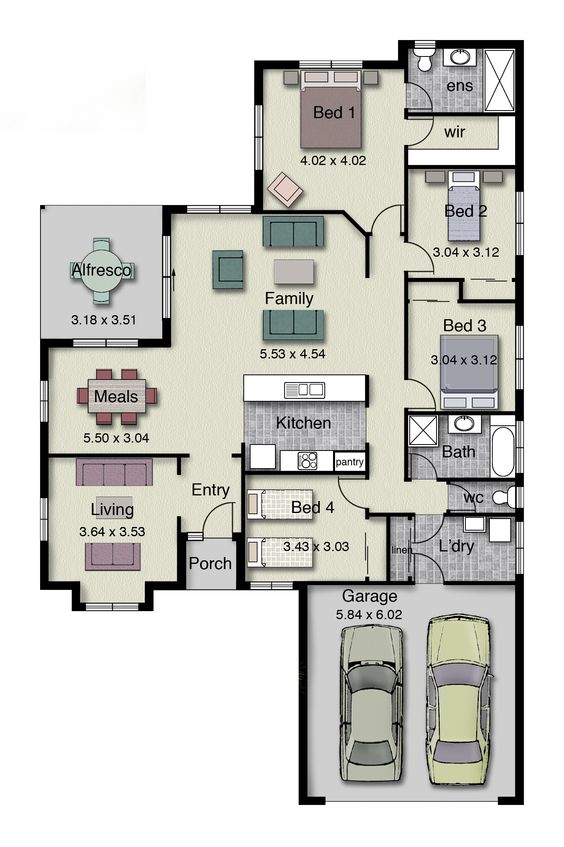 ens
Bed 1
wir
4.02 x 4.02
Bed 2
3.04 x 3.12
Alfresco
3.18 x 3.51
Family
5.53 x 4.54
Bed 3
3.04 x 3.12
Meals
5.50 x 3.04
Kitchen
pantry
Bath
Living
3.64 x 3.53
Entry
wc
Bed 4
3.43 x 3.03
linen
L'dry
Porch
Garage
5.84 x 6.02